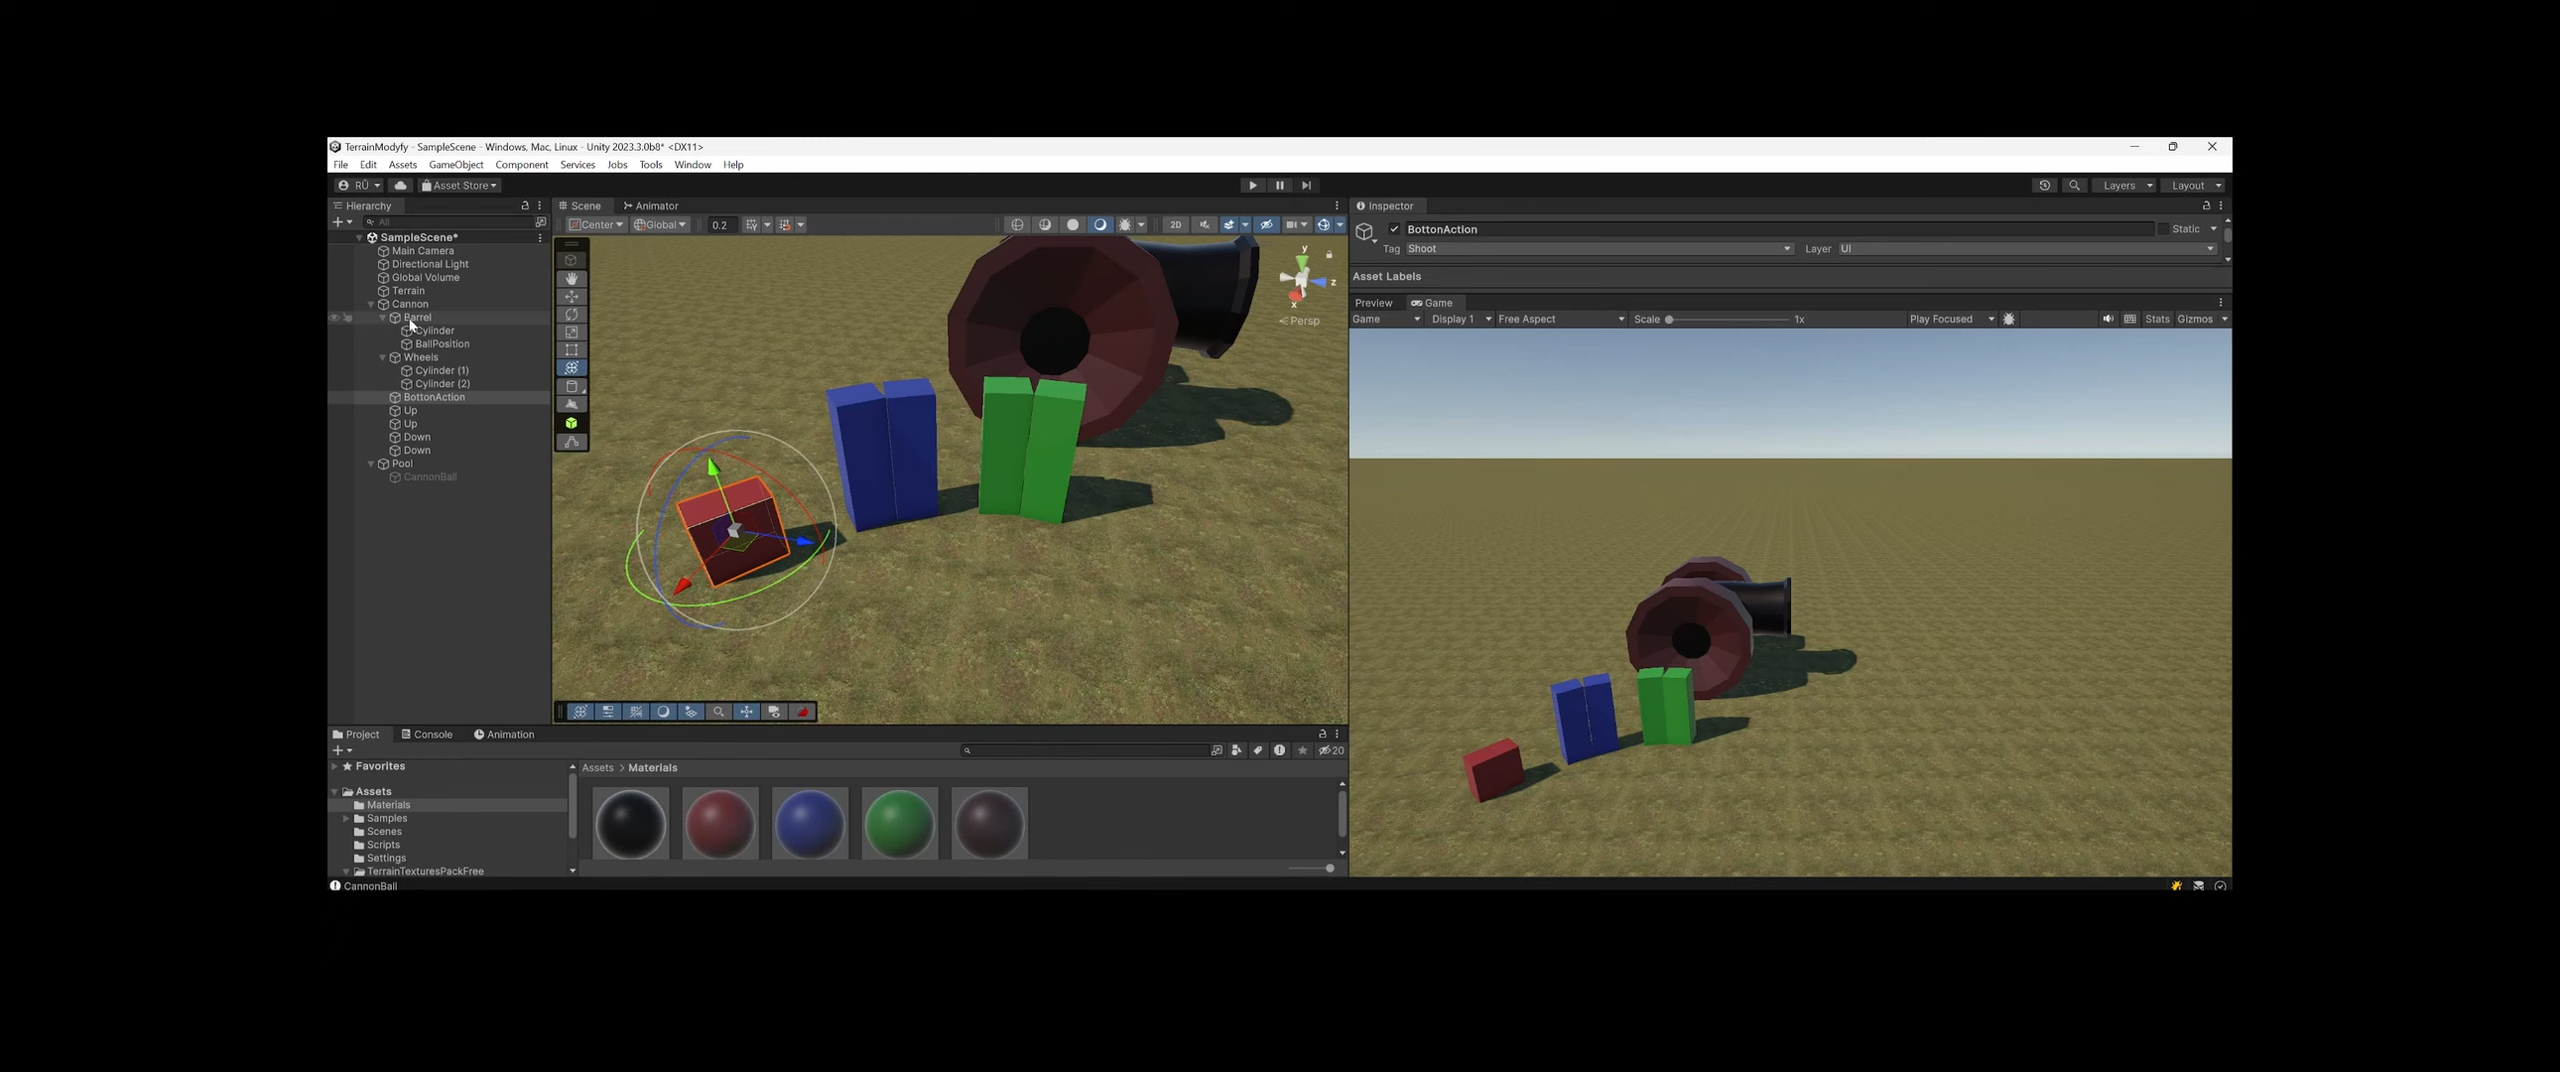 TerrainModyfy - SampleScene - Windows, Mac, Linux - Unity 2023.3.0b8* <DX11>
File Edit Assets GameObject Component Services Jobs Tools Window Help
RÜ Asset Store Layers Layout
Hierarchy Scene Animator Inspector
All Center Global 0.2 2D BottonAction Static
Tag Shoot Layer UI
Asset Labels
Preview Game
Game Display 1 Free Aspect Scale 1x Play Focused Stats Gizmos
SampleScene*
Main Camera
Directional Light
Global Volume
Terrain
Cannon
Barrel
Cylinder
BallPosition
Wheels
Cylinder (1)
Cylinder (2)
BottonAction
Up
Up
Down
Down
Pool
CannonBall
y
z
x
Persp
Project Console Animation
20
Favorites
Assets
Materials
Samples
Scenes
Scripts
Settings
TerrainTexturesPackFree
Assets > Materials
CannonBall